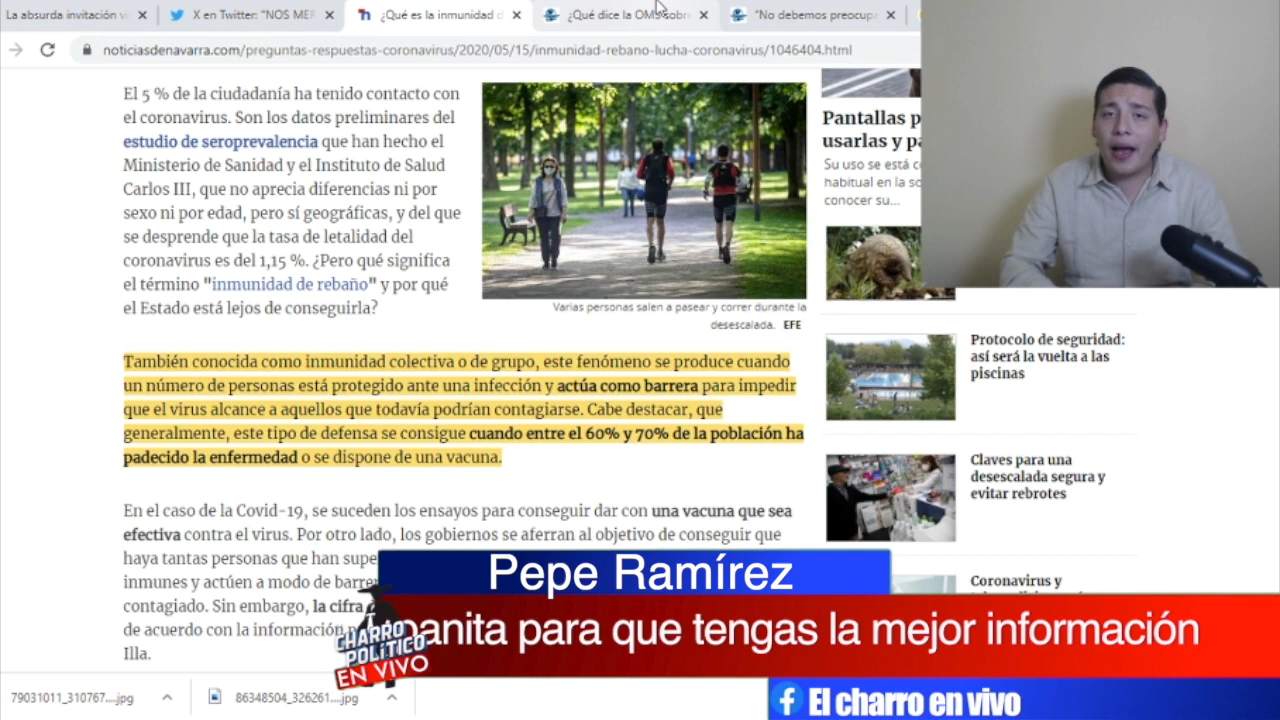 La absurda invitación
X en Twitter: "NOS MER
¿Qué es la inmunidad
¿Qué dice la OMS sobre
"No debemos preocupa
noticiasdenavarra.com/preguntas-respuestas-coronavirus/2020/05/15/inmunidad-rebano-lucha-coronavirus/1046404.html
El 5 % de la ciudadanía ha tenido contacto con
el coronavirus. Son los datos preliminares del
estudio de seroprevalencia que han hecho el
Ministerio de Sanidad y el Instituto de Salud
Carlos III, que no aprecia diferencias ni por
sexo ni por edad, pero sí geográficas, y del que
se desprende que la tasa de letalidad del
coronavirus es del 1,15 %. ¿Pero qué significa
el término "inmunidad de rebaño" y por qué
el Estado está lejos de conseguirla?
Varias personas salen a pasear y correr durante la
desescalada. EFE
También conocida como inmunidad colectiva o de grupo, este fenómeno se produce cuando
un número de personas está protegido ante una infección y actúa como barrera para impedir
que el virus alcance a aquellos que todavía podrían contagiarse. Cabe destacar, que
generalmente, este tipo de defensa se consigue cuando entre el 60% y 70% de la población ha
padecido la enfermedad o se dispone de una vacuna.
En el caso de la Covid-19, se suceden los ensayos para conseguir dar con una vacuna que sea
efectiva contra el virus. Por otro lado, los gobiernos se aferran al objetivo de conseguir que
haya tantas personas que han supe
inmunes y actúen a modo de barrer
contagiado. Sin embargo, la cifra
de acuerdo con la información
Illa.
Pantallas p
usarlas y pa
Su uso se está c
habitual en la so
conocer su...
Protocolo de seguridad:
así será la vuelta a las
piscinas
Claves para una
desescalada segura y
evitar rebrotes
Coronavirus y
Pepe Ramírez
panita para que tengas la mejor información
CHARRO
POLÍTICO
EN VIVO
79031011_310767....jpg
86348504_326261....jpg
El charro en vivo